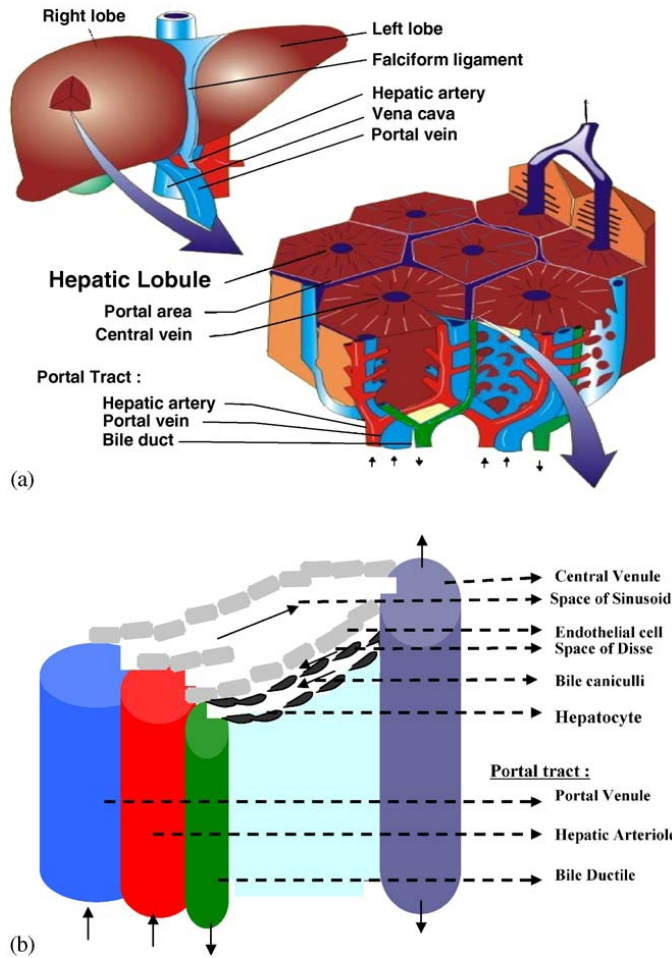 Right lobe
Left lobe
Falciform ligament
Hepatic artery
Vena cava
Portal vein
Hepatic Lobule
Portal area
Central vein
Portal Tract :
Hepatic artery
Portal vein
Bile duct
(a)
Central Venule
Space of Sinusoid
Endothelial cell
Space of Disse
Bile caniculli
Hepatocyte
Portal tract :
Portal Venule
Hepatic Arteriole
Bile Ductile
(b)